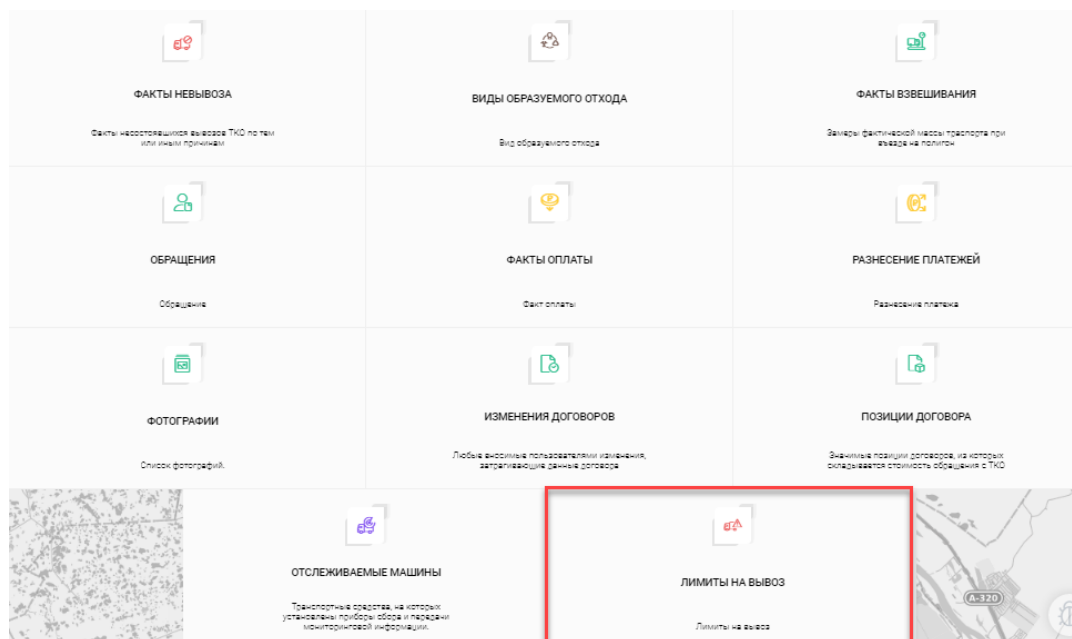 ФАКТЫ НЕВЫВОЗА
Факты несостоявшихся вывозов ТКО по тем
или иным причинам
ВИДЫ ОБРАЗУЕМОГО ОТХОДА
Вид образуемого отхода
ФАКТЫ ВЗВЕШИВАНИЯ
Замеры фактической массы траспорта при
въезде на полигон
ОБРАЩЕНИЯ
Обращение
ФАКТЫ ОПЛАТЫ
Факт оплаты
РАЗНЕСЕНИЕ ПЛАТЕЖЕЙ
Разнесение платежа
ФОТОГРАФИИ
Список фотографий.
ИЗМЕНЕНИЯ ДОГОВОРОВ
Любые вносимые пользователями изменения,
затрагивающие данные договора
ПОЗИЦИИ ДОГОВОРА
Значимые позиции договоров, из которых
складывается стоимость обращения с ТКО
ОТСЛЕЖИВАЕМЫЕ МАШИНЫ
Транспортные средства, на которых
установлены приборы сбора и передачи
мониторинговой информации.
ЛИМИТЫ НА ВЫВОЗ
Лимиты на вывоз
А-320